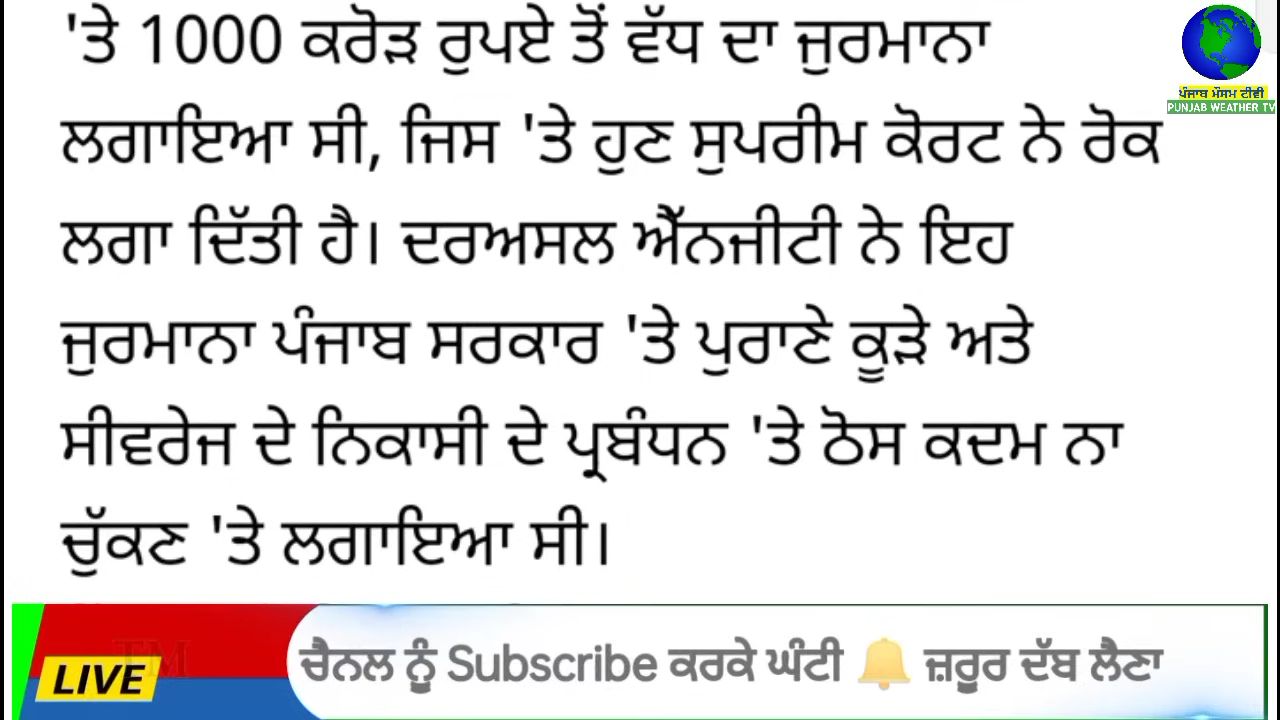 'ਤੇ 1000 ਕਰੋੜ ਰੁਪਏ ਤੋਂ ਵੱਧ ਦਾ ਜੁਰਮਾਨਾ
ਲਗਾਇਆ ਸੀ, ਜਿਸ 'ਤੇ ਹੁਣ ਸੁਪਰੀਮ ਕੋਰਟ ਨੇ ਰੋਕ
ਲਗਾ ਦਿੱਤੀ ਹੈ। ਦਰਅਸਲ ਐੱਨਜੀਟੀ ਨੇ ਇਹ
ਜੁਰਮਾਨਾ ਪੰਜਾਬ ਸਰਕਾਰ 'ਤੇ ਪੁਰਾਣੇ ਕੂੜੇ ਅਤੇ
ਸੀਵਰੇਜ ਦੇ ਨਿਕਾਸੀ ਦੇ ਪ੍ਰਬੰਧਨ 'ਤੇ ਠੋਸ ਕਦਮ ਨਾ
ਚੁੱਕਣ 'ਤੇ ਲਗਾਇਆ ਸੀ।
ਪੰਜਾਬ ਮੌਸਮ ਟੀਵੀ
PUNJAB WEATHER TV
TM
LIVE
ਚੈਨਲ ਨੂੰ Subscribe ਕਰਕੇ ਘੰਟੀ 🔔 ਜ਼ਰੂਰ ਦੱਬ ਲੈਣਾ